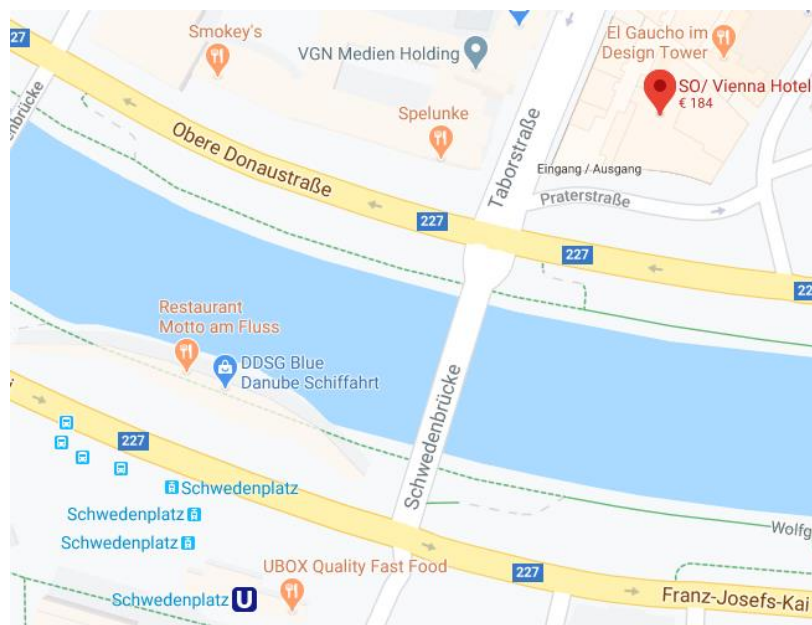 27
Smokey's
VGN Medien Holding
El Gaucho im
Design Tower
SO/ Vienna Hotel
€ 184
Spelunke
Obere Donaustraße
Taborstraße
Eingang / Ausgang
Praterstraße
enbrücke
227
227
22
Restaurant
Motto am Fluss
DDSG Blue
Danube Schiffahrt
Schwedenbrücke
227
Schwedenplatz
Schwedenplatz
Schwedenplatz
Wolfg
UBOX Quality Fast Food
227
Schwedenplatz U
Franz-Josefs-Kai